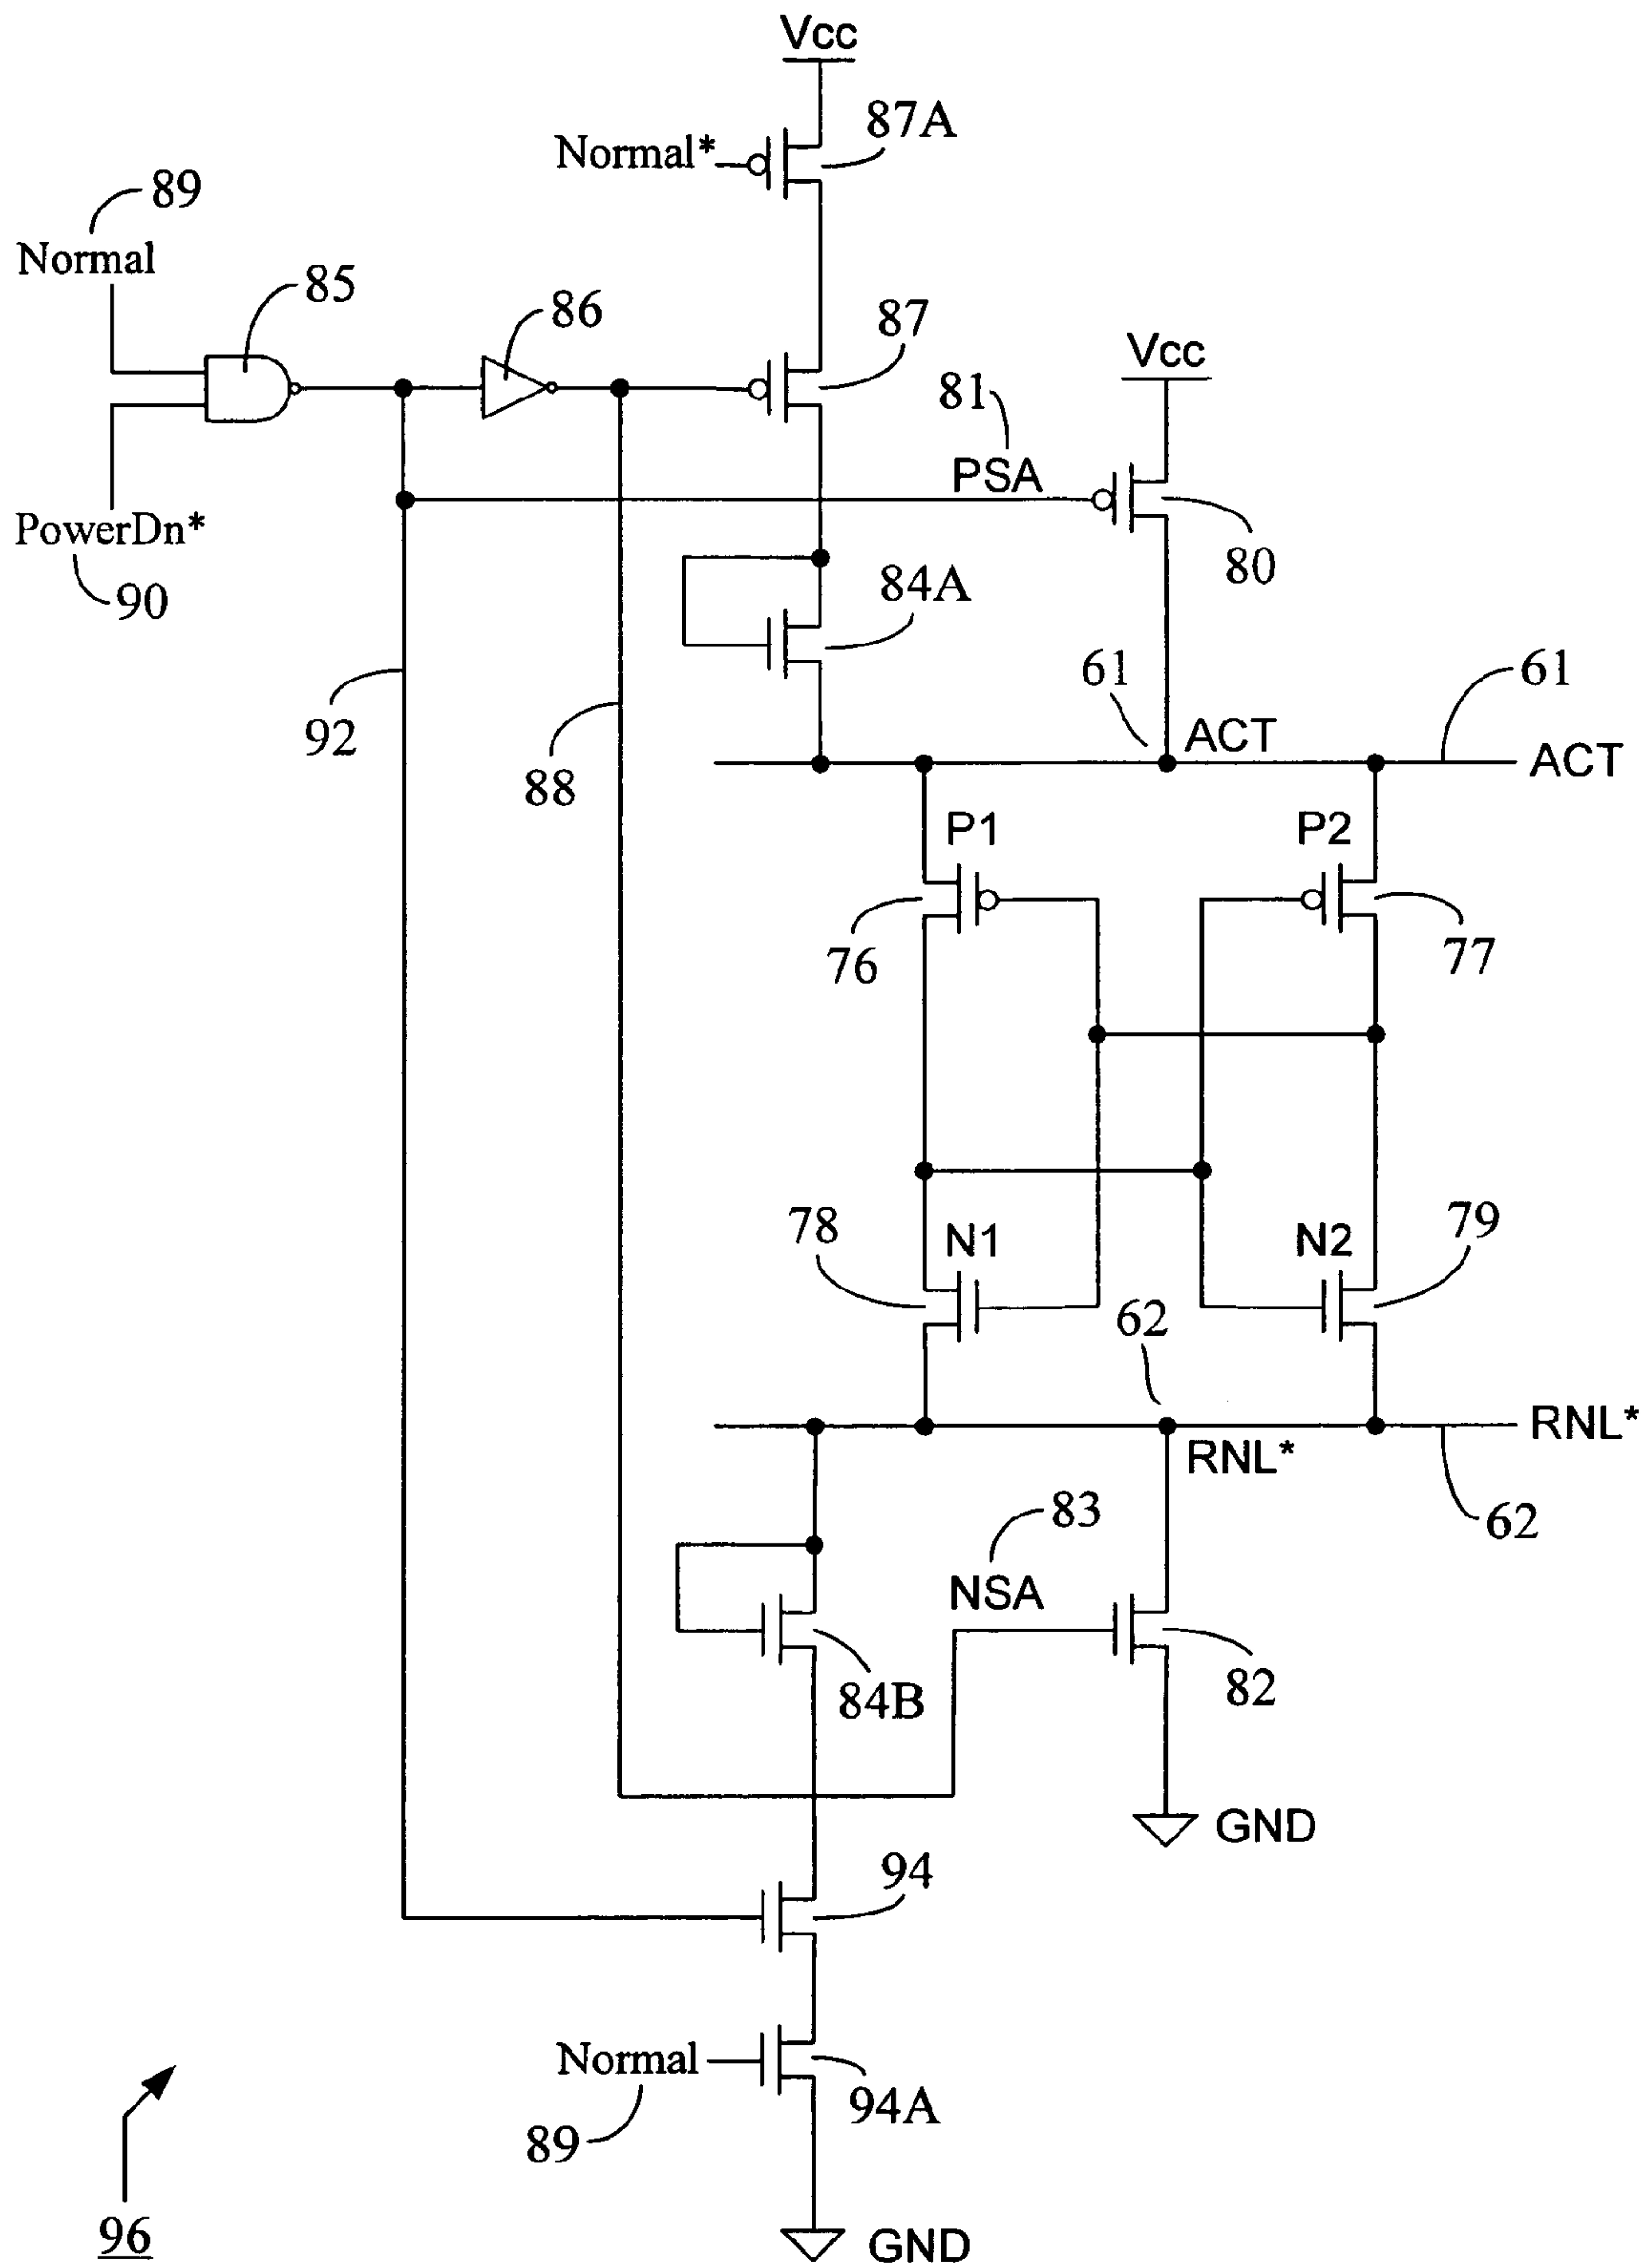 Vcc
87A
Normal*
89
Normal
85
86
87
Vcc
81
PSA
PowerDn*
90
80
84A
61
61
92
ACT
ACT
88
P1
P2
76
77
78
N1
N2
79
62
RNL*
RNL*
83
62
NSA
84B
82
GND
94
Normal
94A
89
96
GND